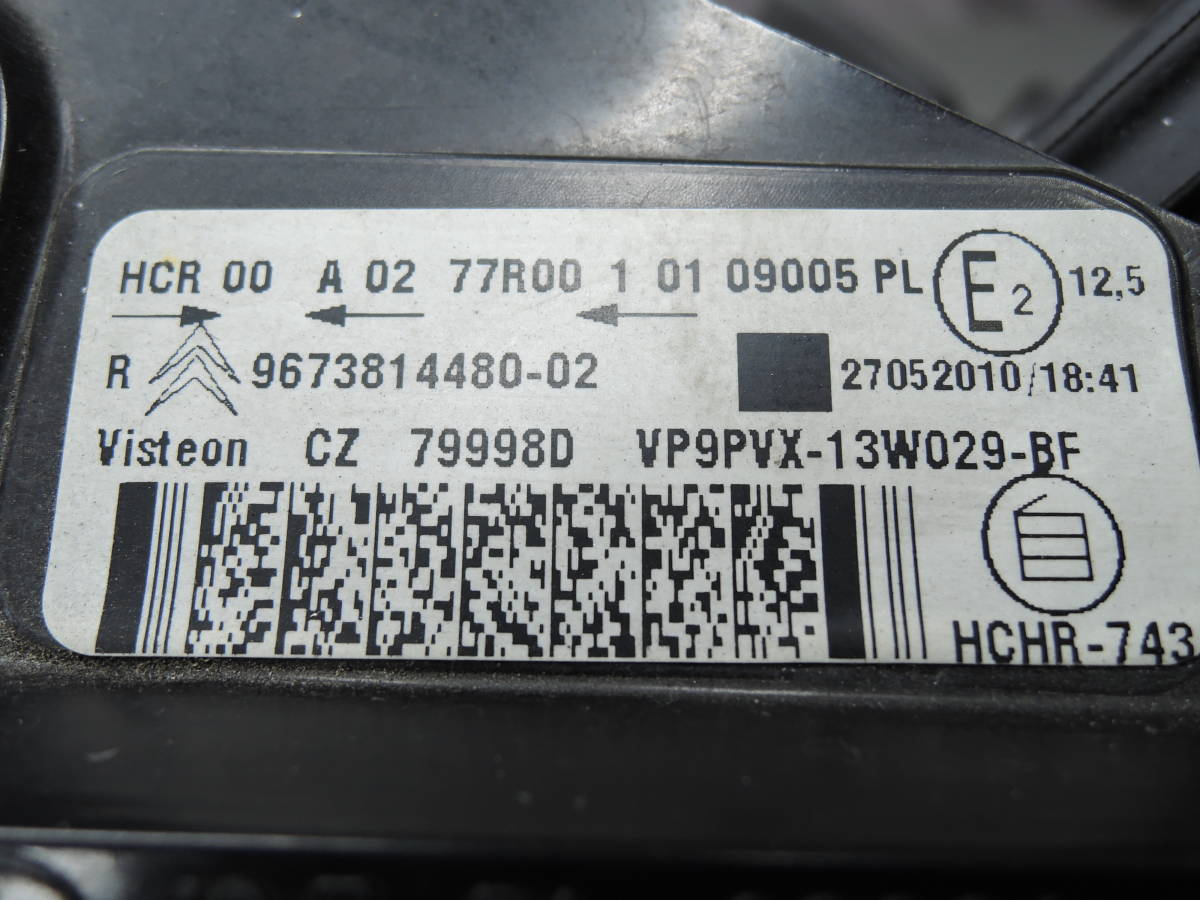 HCR 00 A 02 77R00 1 01 09005 PL E2 12,5
R 9673814480-02 27052010/18:41
Visteon CZ 79998D VP9PVX-13W029-BF
HCHR-743